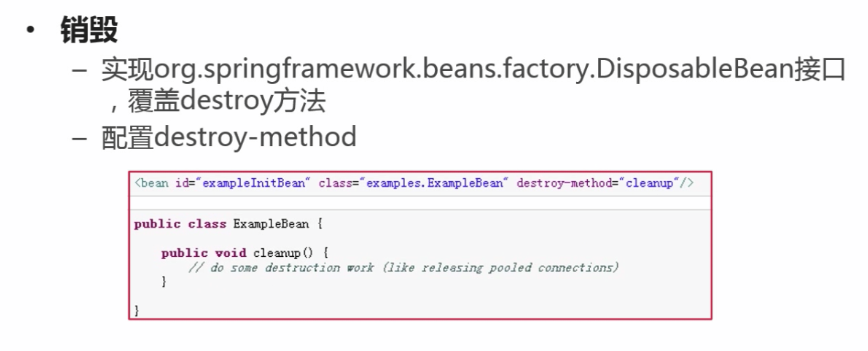 • 销毁
– 实现org.springframework.beans.factory.DisposableBean接口
，覆盖destroy方法
– 配置destroy-method
<bean id="exampleInitBean" class="examples.ExampleBean" destroy-method="cleanup"/>
public class ExampleBean {
public void cleanup() {
// do some destruction work (like releasing pooled connections)
}
}